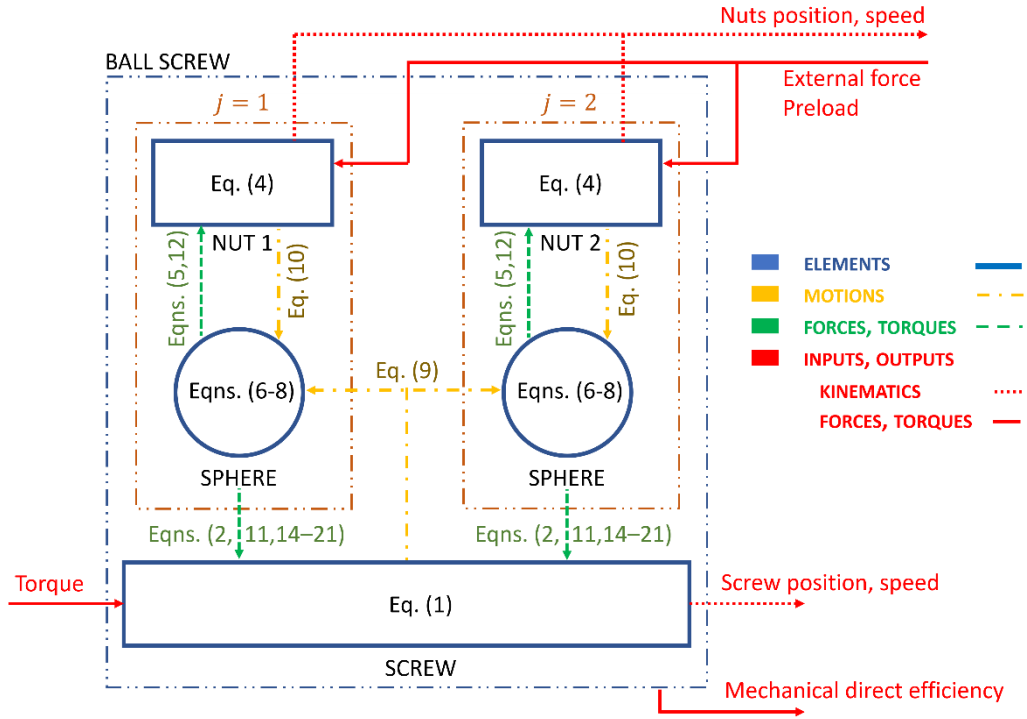 Nuts position, speed
BALL SCREW
External force
Preload
j = 1
j = 2
Eq. (4)
Eq. (4)
NUT 1
NUT 2
Eqns. (5,12)
Eq. (10)
Eqns. (5,12)
Eq. (10)
ELEMENTS
MOTIONS
FORCES, TORQUES
INPUTS, OUTPUTS
KINEMATICS
FORCES, TORQUES
Eqns. (6-8)
Eq. (9)
Eqns. (6-8)
SPHERE
SPHERE
Eqns. (2, 11,14–21)
Eqns. (2, 11,14–21)
Torque
Eq. (1)
Screw position, speed
SCREW
Mechanical direct efficiency